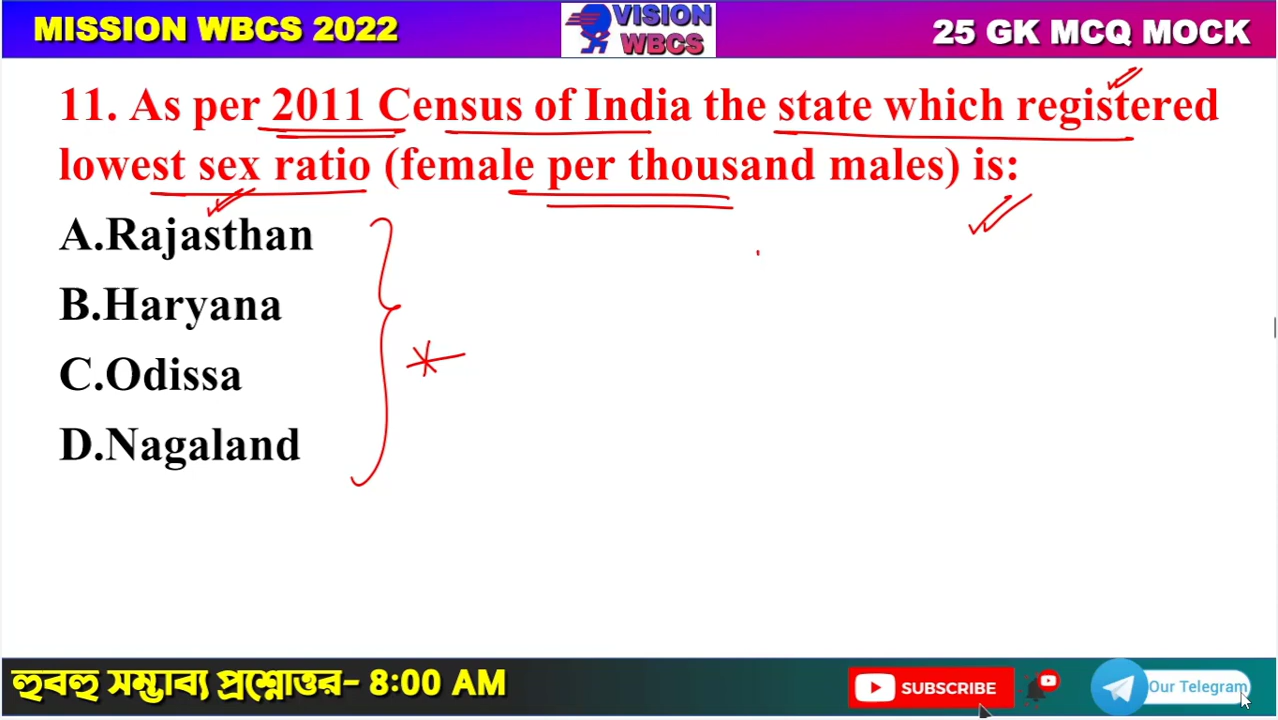 MISSION WBCS 2022
VISION
WBCS
25 GK MCQ MOCK
11. As per 2011 Census of India the state which registered
lowest sex ratio (female per thousand males) is:
A.Rajasthan
B.Haryana
C.Odissa
D.Nagaland
হুবহু সম্ভাব্য প্রশ্নোত্তর- 8:00 AM
SUBSCRIBE
Our Telegram